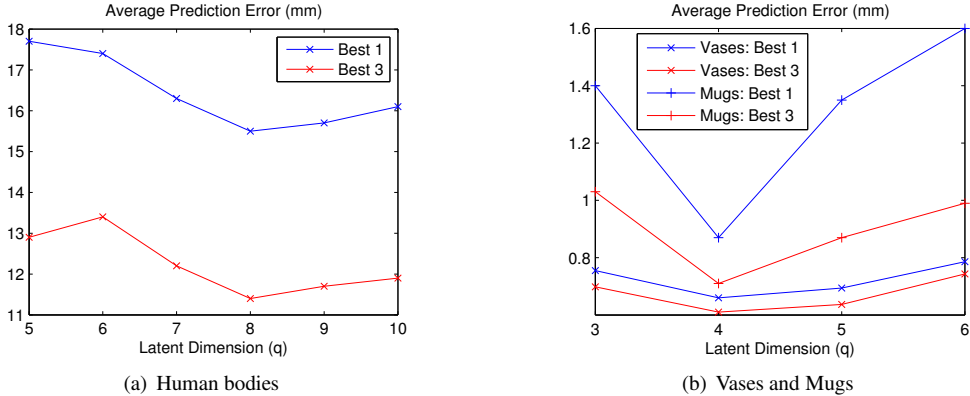 Average Prediction Error (mm)
18
17
16
15
14
13
12
11
5
6
7
8
9
10
Best 1
Best 3
Latent Dimension (q)
(a) Human bodies
Average Prediction Error (mm)
1.6
1.4
1.2
1
0.8
3
4
5
6
Vases: Best 1
Vases: Best 3
Mugs: Best 1
Mugs: Best 3
Latent Dimension (q)
(b) Vases and Mugs